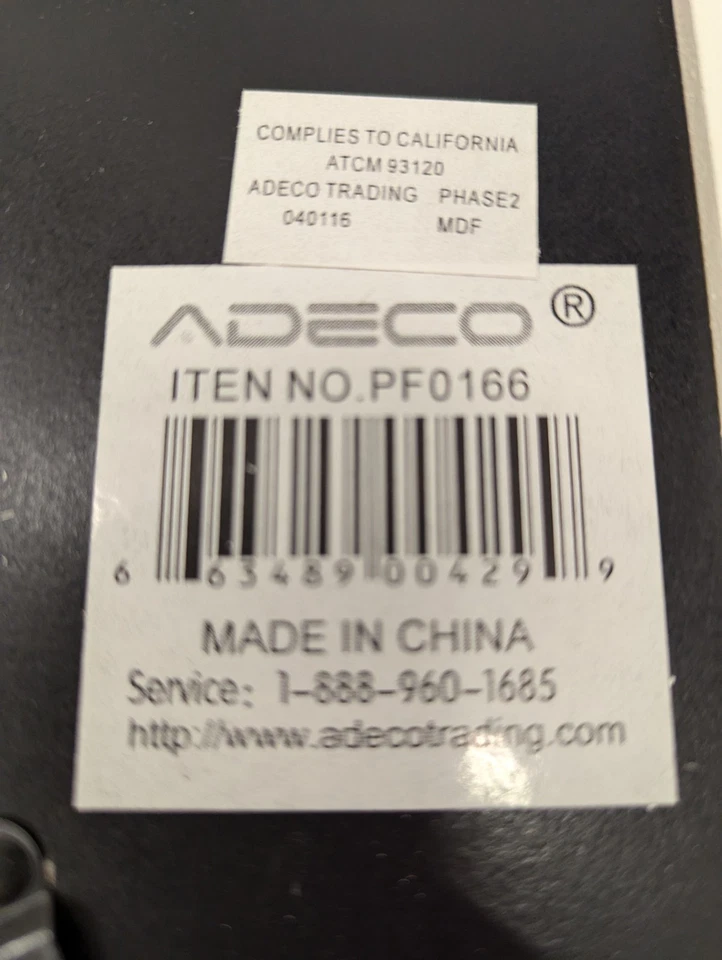 COMPLIES TO CALIFORNIA
ATCM 93120
ADECO TRADING PHASE2
040116 MDF
ADECO ®
ITEN NO.PF0166
6 63489 00429 9
MADE IN CHINA
Service: 1-888-960-1685
http://www.adecotrading.com